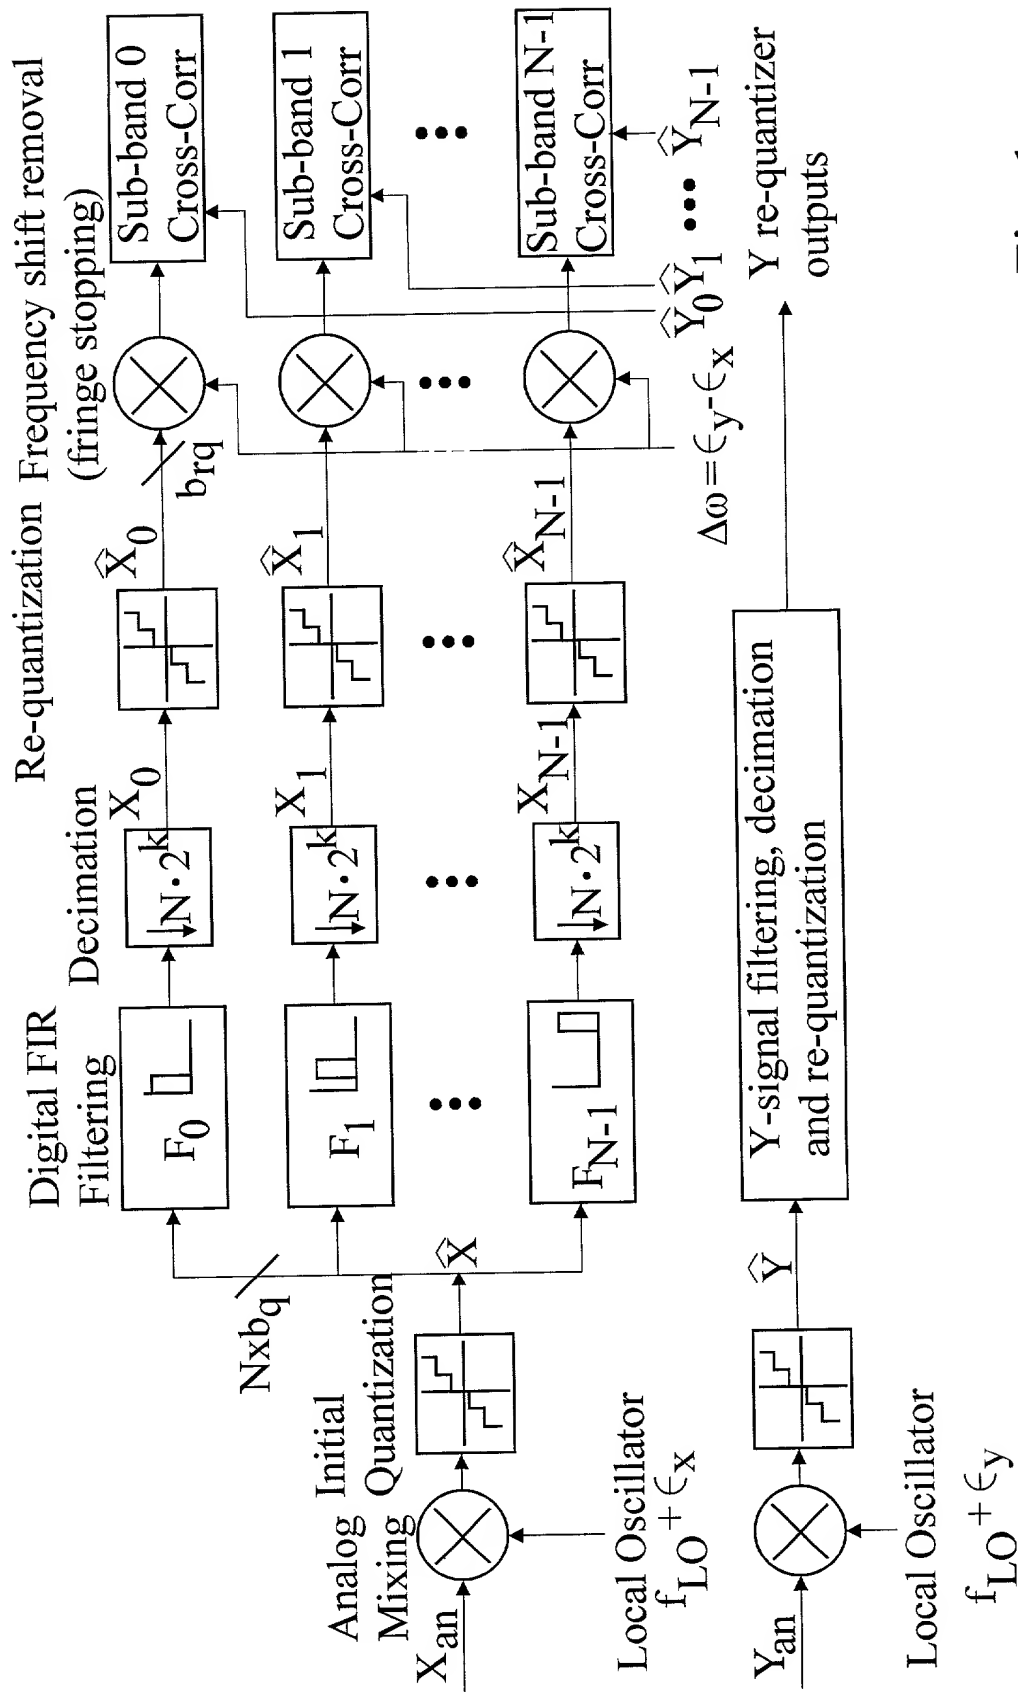 Analog
Mixing
Initial
Quantization
Digital FIR
Filtering
Decimation
Re-quantization
Frequency shift removal
(fringe stopping)
X_an
Local Oscillator
f_LO + ϵ_x
X̂
Nxb_q
F_0
↓N·2^k
X_0
X̂_0
b_rq
Sub-band 0
Cross-Corr
F_1
↓N·2^k
X_1
X̂_1
Sub-band 1
Cross-Corr
F_N-1
↓N·2^k
X_N-1
X̂_N-1
Sub-band N-1
Cross-Corr
Δω=ϵ_y-ϵ_x
Ŷ_0 Ŷ_1 ••• Ŷ_N-1
Y_an
Local Oscillator
f_LO + ϵ_y
Ŷ
Y-signal filtering, decimation
and re-quantization
Y re-quantizer
outputs